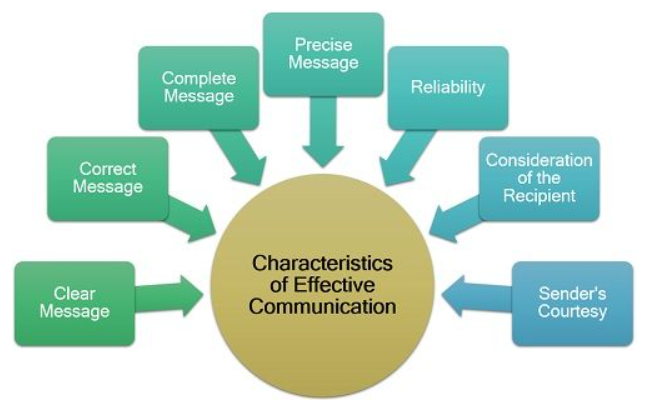 Precise
Message
Complete
Message
Reliability
Correct
Message
Consideration
of the
Recipient
Characteristics
of Effective
Communication
Clear
Message
Sender's
Courtesy